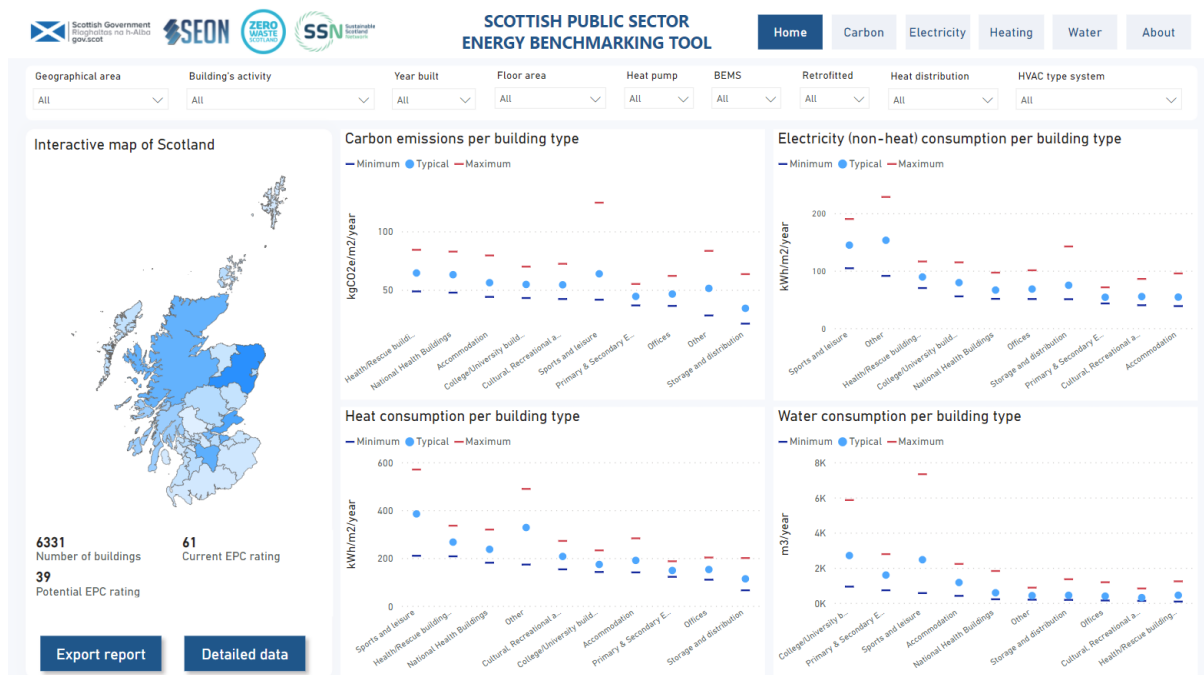 Scottish Government
Riaghaltas na h-Alba
gov.scot
SEON
ZERO
WASTE
SCOTLAND
SSN
Sustainable
Scotland
Network
SCOTTISH PUBLIC SECTOR
ENERGY BENCHMARKING TOOL
Home
Carbon
Electricity
Heating
Water
About
Geographical area
Building's activity
Year built
Floor area
Heat pump
BEMS
Retrofitted
Heat distribution
HVAC type system
All
All
All
All
All
All
All
All
All
Interactive map of Scotland
6331
Number of buildings
61
Current EPC rating
39
Potential EPC rating
Export report
Detailed data
Carbon emissions per building type
Minimum
Typical
Maximum
kgCO2e/m2/year
100
50
Health/Rescue buildi...
National Health Buildings
Accommodation
College/University build...
Cultural, Recreational a...
Sports and leisure
Primary & Secondary E...
Offices
Other
Storage and distribution
Electricity (non-heat) consumption per building type
Minimum
Typical
Maximum
kWh/m2/year
200
100
0
Sports and leisure
Other
Health/Rescue building...
College/University build...
National Health Buildings
Offices
Storage and distribution
Primary & Secondary E...
Cultural, Recreational a...
Accommodation
Heat consumption per building type
Minimum
Typical
Maximum
kWh/m2/year
600
400
200
0
Sports and leisure
Health/Rescue building...
National Health Buildings
Other
Cultural, Recreational a...
College/University build...
Accommodation
Primary & Secondary E...
Offices
Storage and distribution
Water consumption per building type
Minimum
Typical
Maximum
m3/year
8K
6K
4K
2K
0K
College/University b...
Primary & Secondary E...
Sports and leisure
Accommodation
National Health Buildings
Other
Storage and distribution
Offices
Cultural, Recreational a...
Health/Rescue building...